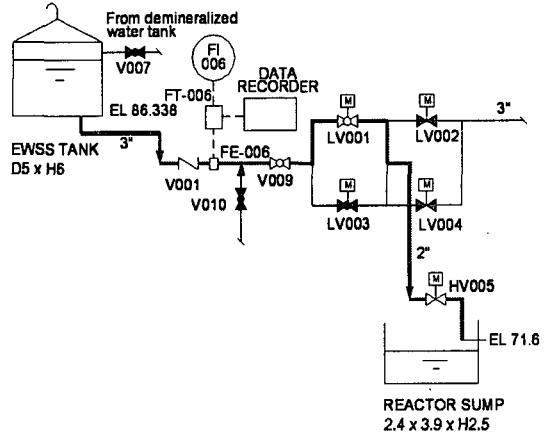 From demineralized
water tank
V007
FI
006
FT-006
DATA
RECORDER
EL 86.338
3"
EWSS TANK
D5 x H6
V001
FE-006
V009
V010
M
LV001
M
LV002
3"
M
LV003
M
LV004
2"
M
HV005
EL 71.6
REACTOR SUMP
2.4 x 3.9 x H2.5